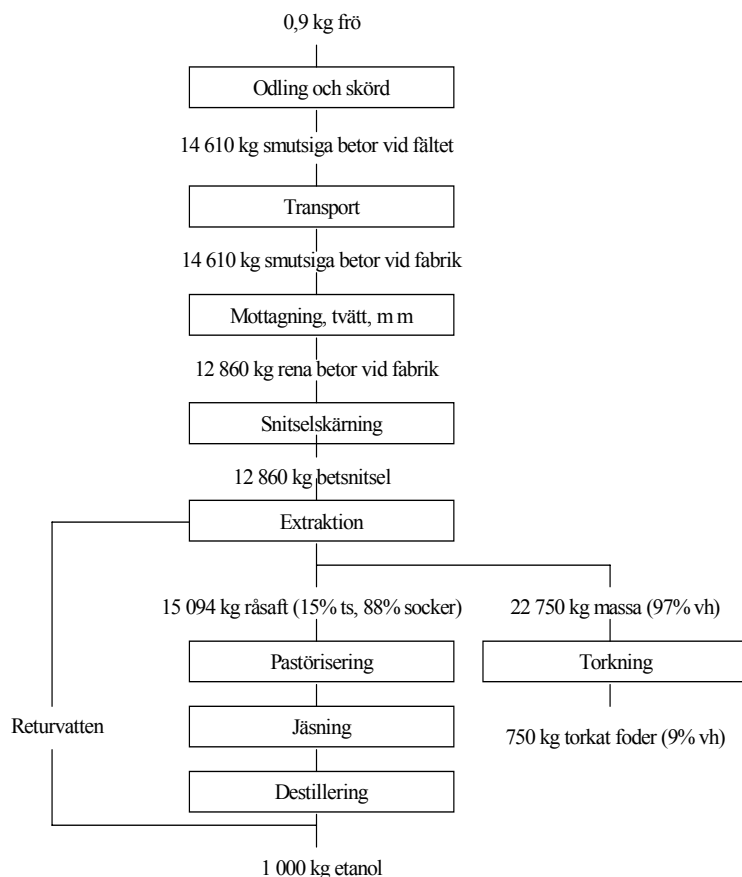 0,9 kg frö
Odling och skörd
14 610 kg smutsiga betor vid fältet
Transport
14 610 kg smutsiga betor vid fabrik
Mottagning, tvätt, m m
12 860 kg rena betor vid fabrik
Snitselskärning
12 860 kg betsnitsel
Extraktion
15 094 kg råsaft (15% ts, 88% socker)
22 750 kg massa (97% vh)
Pastörisering
Torkning
Returvatten
Jäsning
750 kg torkat foder (9% vh)
Destillering
1 000 kg etanol